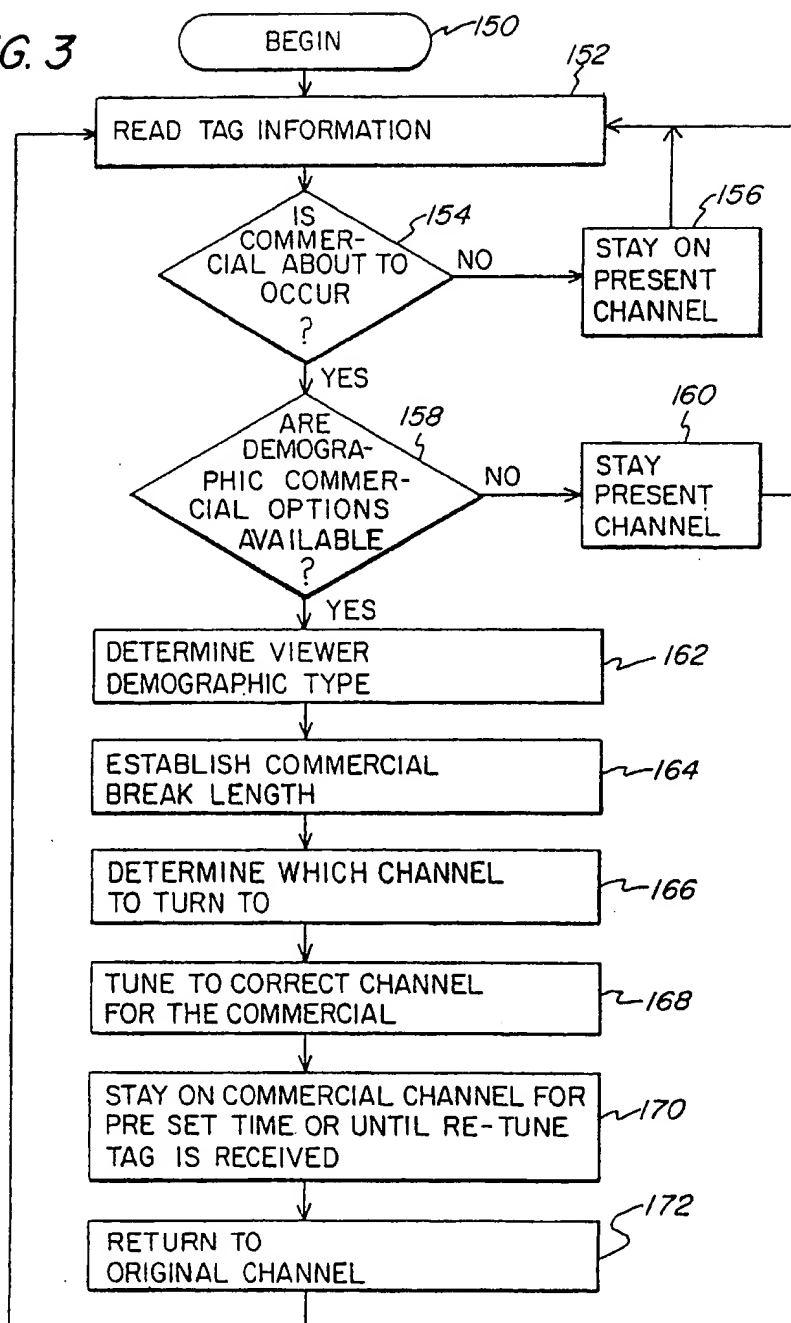 G. 3
BEGIN
150
152
READ TAG INFORMATION
IS
COMMER-
CIAL ABOUT TO
OCCUR
?
154
NO
156
STAY ON
PRESENT
CHANNEL
YES
ARE
DEMOGRA-
PHIC COMMER-
CIAL OPTIONS
AVAILABLE
?
158
NO
160
STAY
PRESENT
CHANNEL
YES
DETERMINE VIEWER
DEMOGRAPHIC TYPE
162
ESTABLISH COMMERCIAL
BREAK LENGTH
164
DETERMINE WHICH CHANNEL
TO TURN TO
166
TUNE TO CORRECT CHANNEL
FOR THE COMMERCIAL
168
STAY ON COMMERCIAL CHANNEL FOR
PRE SET TIME OR UNTIL RE-TUNE
TAG IS RECEIVED
170
RETURN TO
ORIGINAL CHANNEL
172